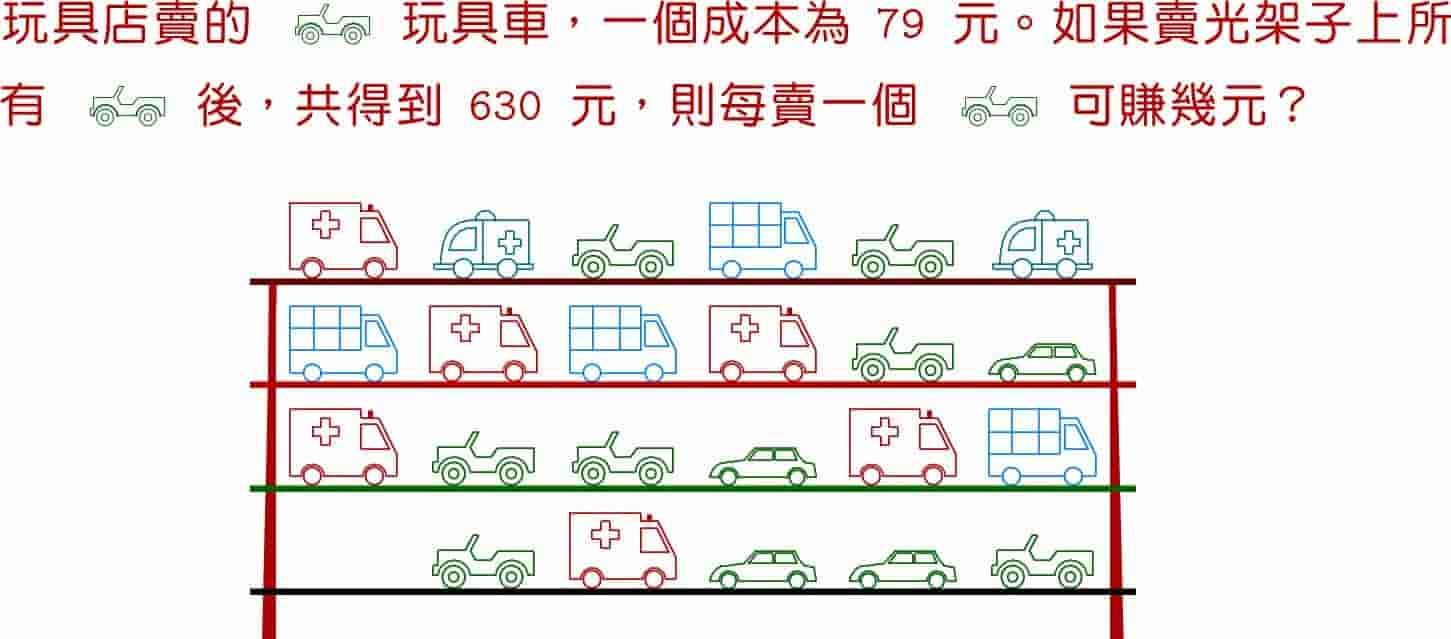 玩具店賣的 玩具車，一個成本為 79 元。如果賣光架子上所
有 後，共得到 630 元，則每賣一個 可賺幾元？